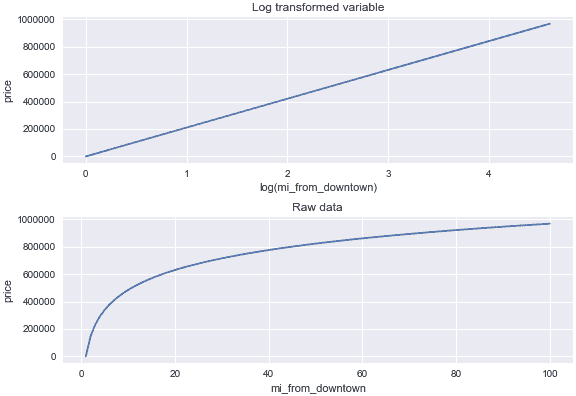 Log transformed variable
1000000
800000
600000
400000
200000
0
price
0 1 2 3 4
log(mi_from_downtown)
Raw data
1000000
800000
600000
400000
200000
0
price
0 20 40 60 80 100
mi_from_downtown